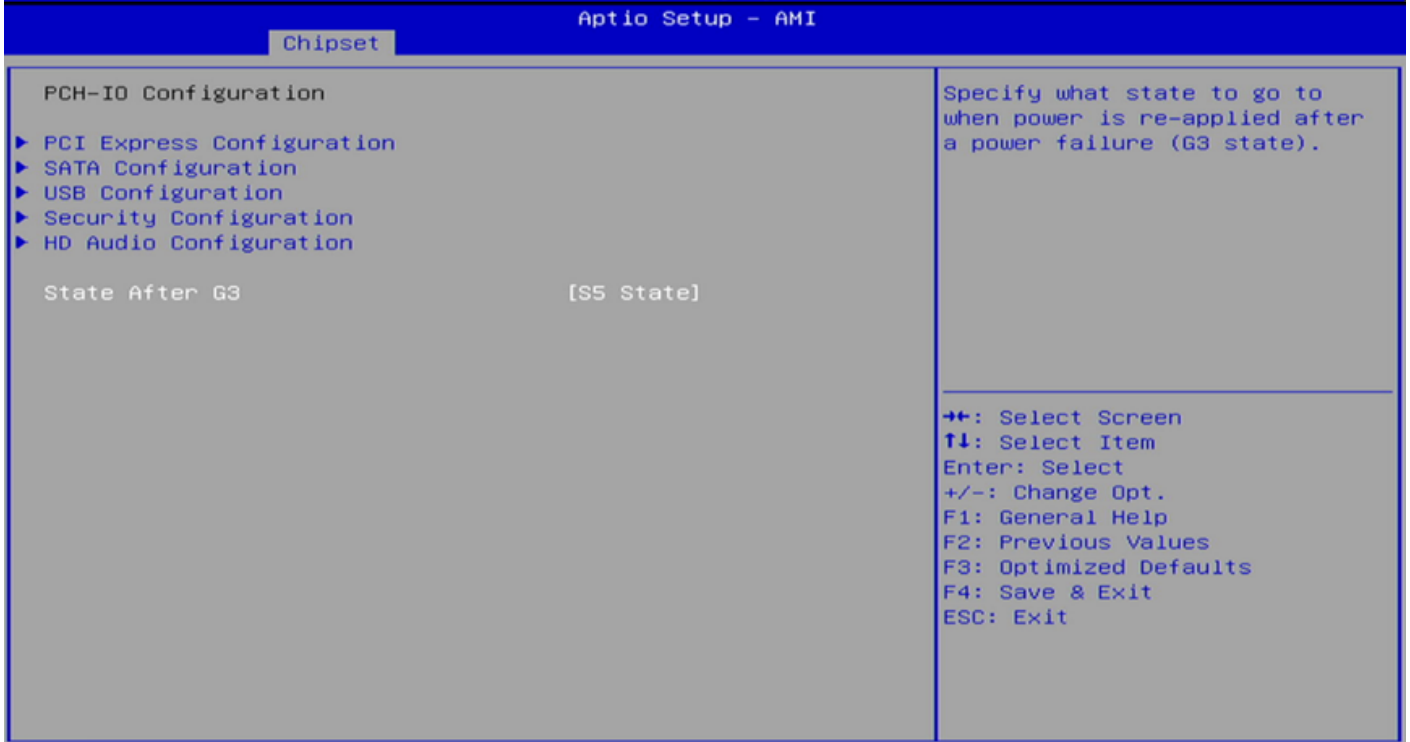 Aptio Setup – AMI
Chipset
PCH-IO Configuration
▶ PCI Express Configuration
▶ SATA Configuration
▶ USB Configuration
▶ Security Configuration
▶ HD Audio Configuration
State After G3 [S5 State]
Specify what state to go to
when power is re-applied after
a power failure (G3 state).
→←: Select Screen
↑↓: Select Item
Enter: Select
+/-: Change Opt.
F1: General Help
F2: Previous Values
F3: Optimized Defaults
F4: Save & Exit
ESC: Exit